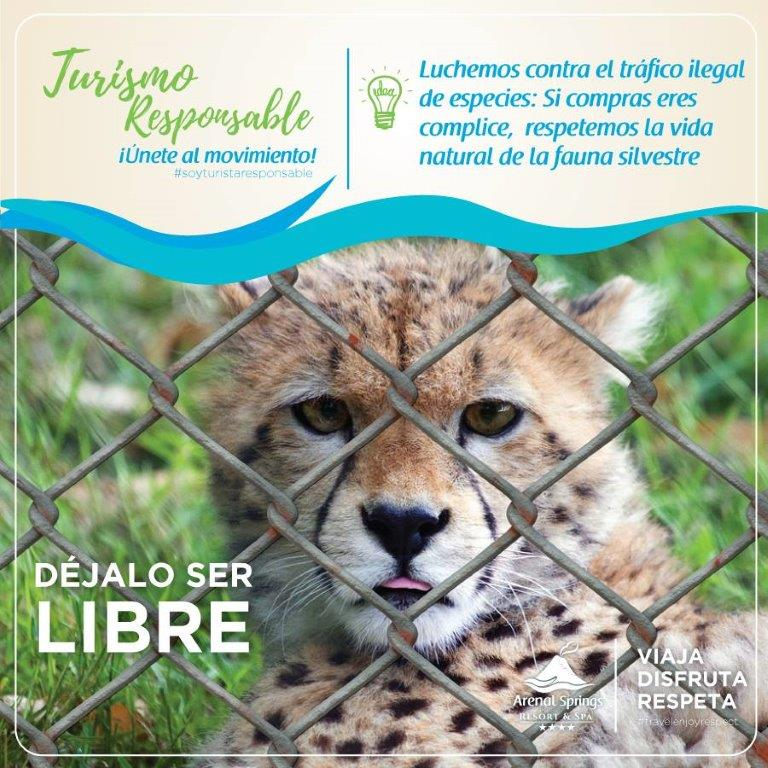 Turismo
Responsable
¡Únete al movimiento!
#soyturistaresponsable
idea
Luchemos contra el tráfico ilegal
de especies: Si compras eres
complice, respetemos la vida
natural de la fauna silvestre
DÉJALO SER
LIBRE
Arenal Springs
RESORT & SPA
VIAJA
DISFRUTA
RESPETA
#travelenjoyrespect